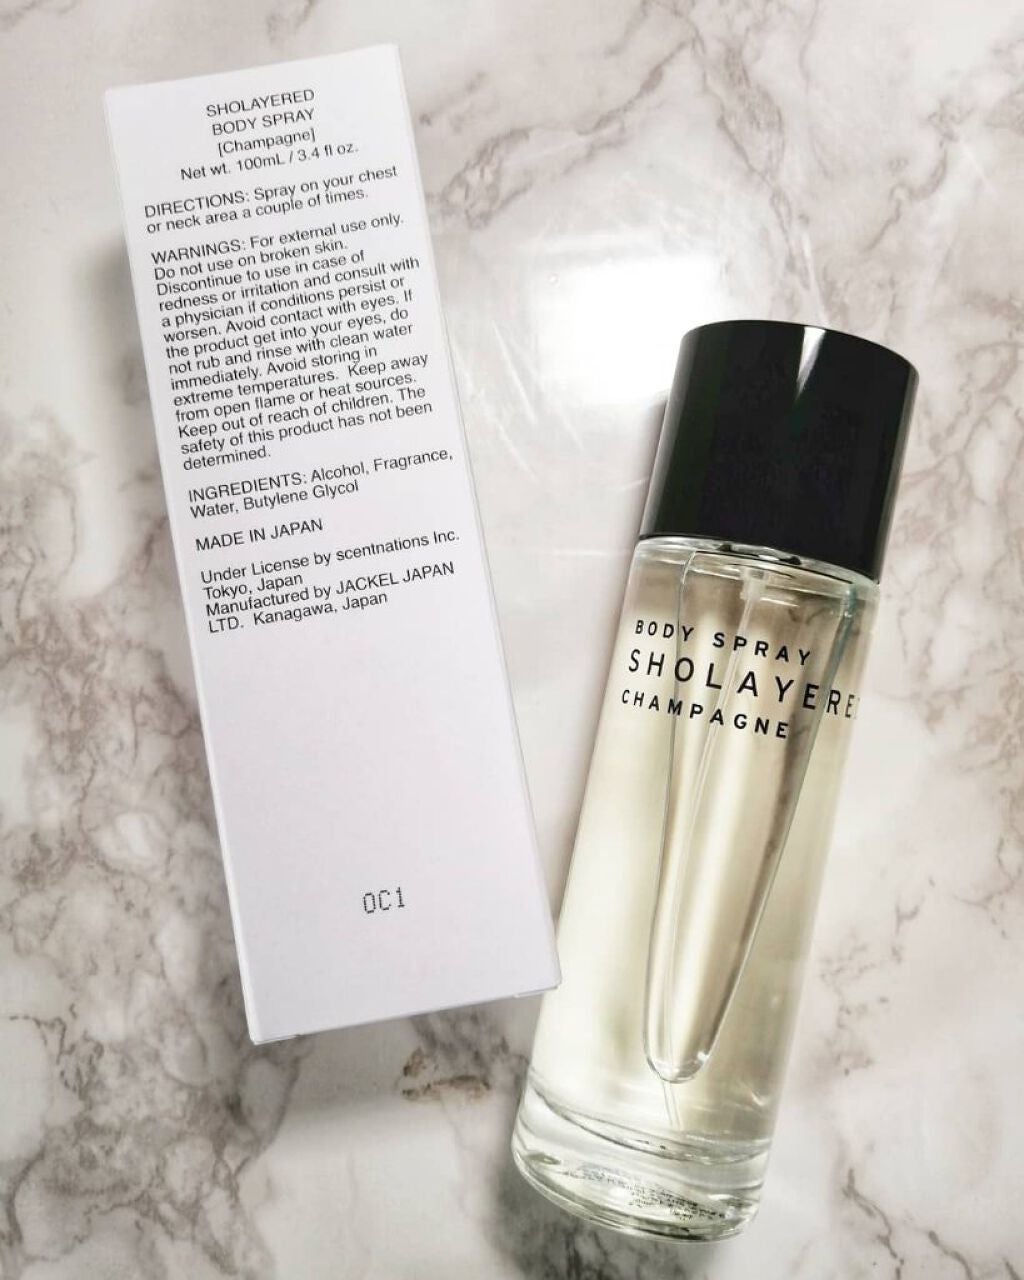 SHOLAYERED
BODY SPRAY
[Champagne]
Net wt. 100mL / 3.4 fl oz.
DIRECTIONS: Spray on your chest
or neck area a couple of times.
WARNINGS: For external use only.
Do not use on broken skin.
Discontinue to use in case of
redness or irritation and consult with
a physician if conditions persist or
worsen. Avoid contact with eyes. If
the product get into your eyes, do
not rub and rinse with clean water
immediately. Avoid storing in
extreme temperatures. Keep away
from open flame or heat sources.
Keep out of reach of children. The
safety of this product has not been
determined.
INGREDIENTS: Alcohol, Fragrance,
Water, Butylene Glycol
MADE IN JAPAN
Under License by scentnations Inc.
Tokyo, Japan
Manufactured by JACKEL JAPAN
LTD. Kanagawa, Japan
0C1
BODY SPRAY
SHOLAYERED
CHAMPAGNE